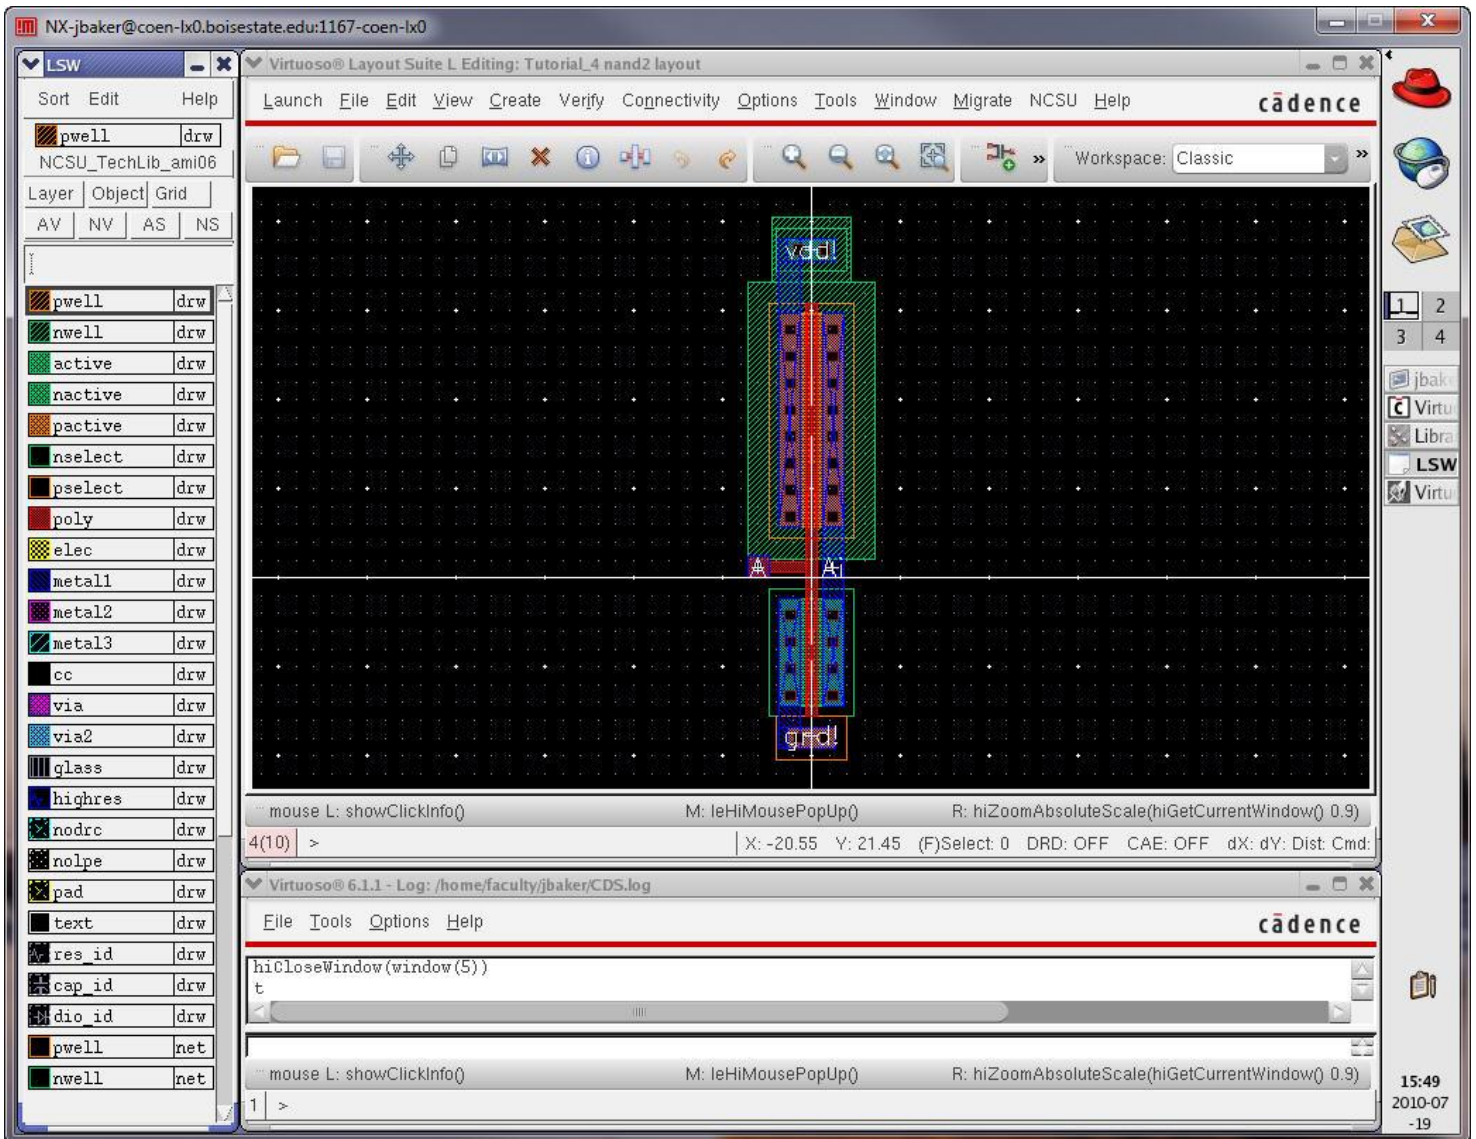 NX-jbaker@coen-lx0.boisestate.edu:1167-coen-lx0
LSW
Sort Edit Help
pwell drw
NCSU_TechLib_ami06
Layer Object Grid
AV NV AS NS
pwell drw
nwell drw
active drw
nactive drw
pactive drw
nselect drw
pselect drw
poly drw
elec drw
metal1 drw
metal2 drw
metal3 drw
cc drw
via drw
via2 drw
glass drw
highres drw
nodrc drw
nolpe drw
pad drw
text drw
res_id drw
cap_id drw
dio_id drw
pwell net
nwell net
Virtuoso® Layout Suite L Editing: Tutorial_4 nand2 layout
Launch File Edit View Create Verify Connectivity Options Tools Window Migrate NCSU Help
cādence
» Workspace: Classic »
vdd!
A Ai
gnd!
mouse L: showClickInfo() M: leHiMousePopUp() R: hiZoomAbsoluteScale(hiGetCurrentWindow() 0.9)
4(10) > X: -20.55 Y: 21.45 (F)Select: 0 DRD: OFF CAE: OFF dX: dY: Dist: Cmd:
Virtuoso® 6.1.1 - Log: /home/faculty/jbaker/CDS.log
File Tools Options Help
cādence
hiCloseWindow(window(5))
t
mouse L: showClickInfo() M: leHiMousePopUp() R: hiZoomAbsoluteScale(hiGetCurrentWindow() 0.9)
1 >
1 2
3 4
jbake
Virtu
Libra
LSW
Virtu
15:49
2010-07
-19